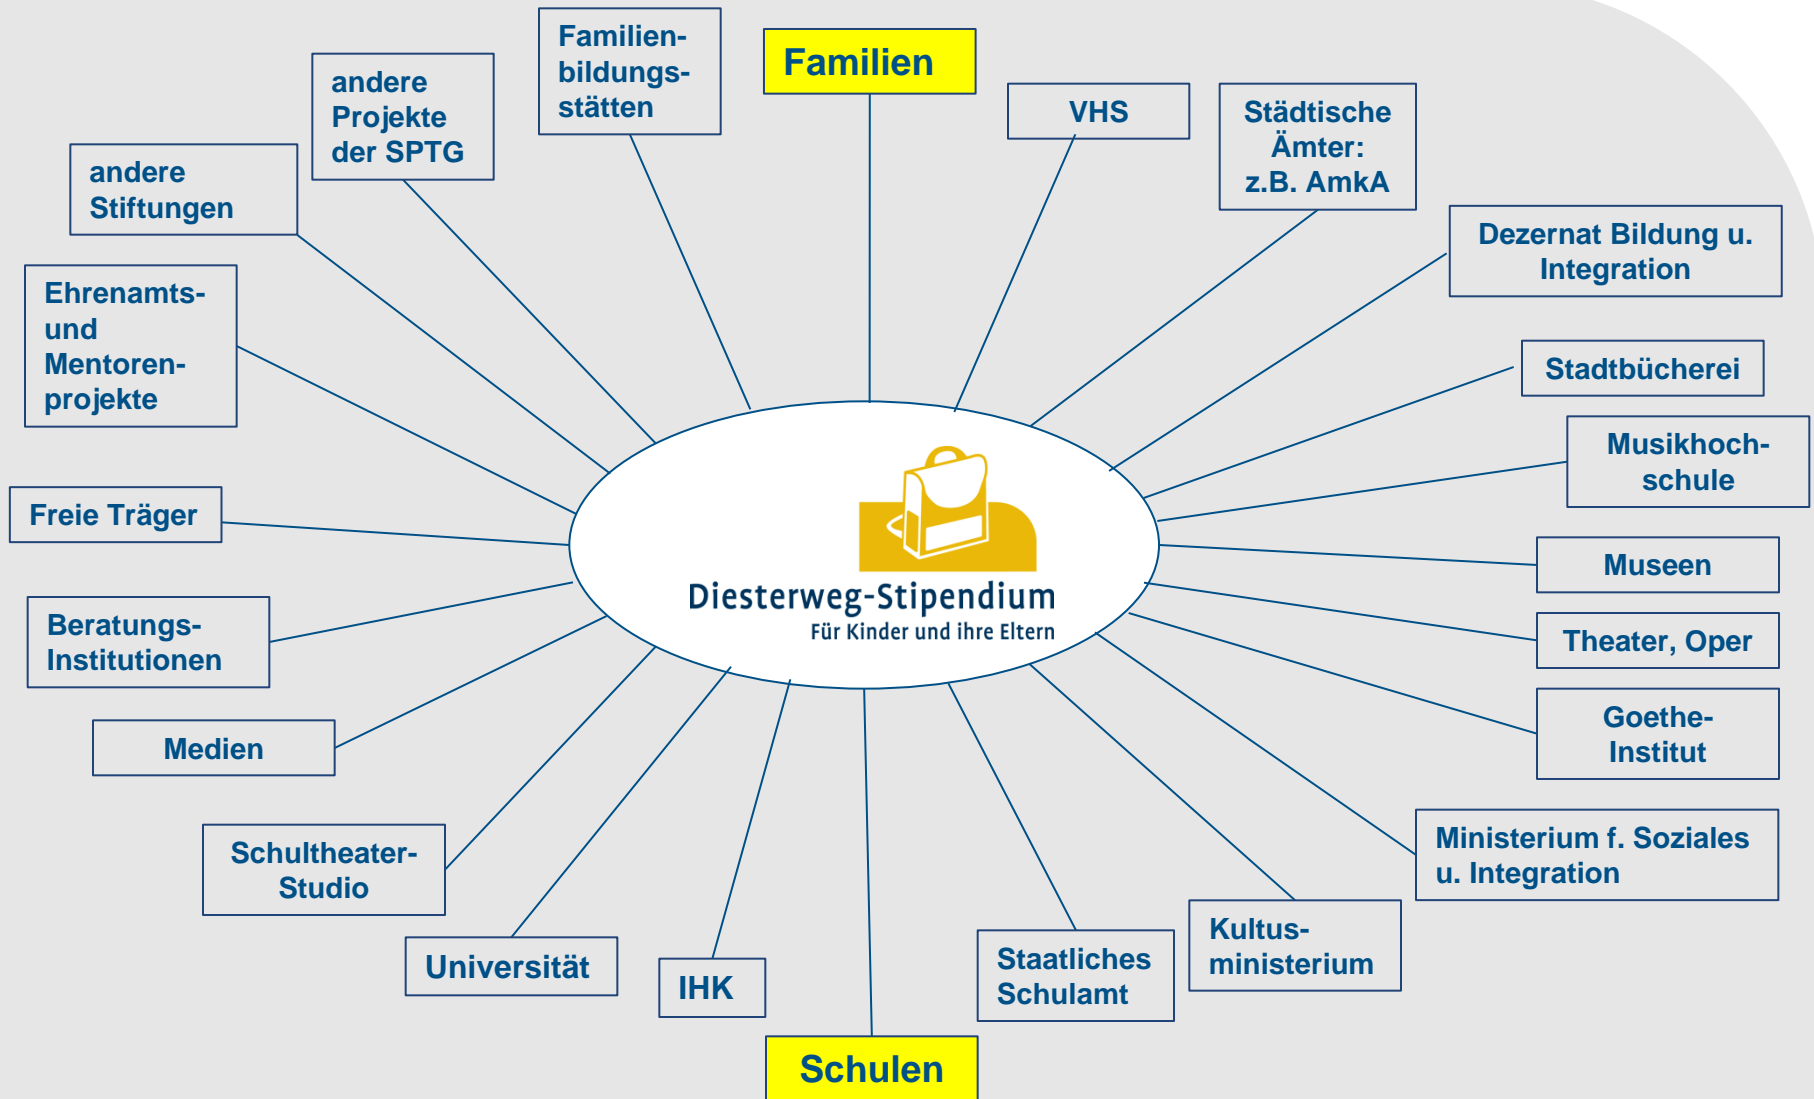 Familien-
bildungs-
stätten
Familien
andere
Projekte
der SPTG
VHS
Städtische
Ämter:
z.B. AmkA
andere
Stiftungen
Dezernat Bildung u.
Integration
Ehrenamts-
und
Mentoren-
projekte
Stadtbücherei
Musikhoch-
schule
Freie Träger
Museen
Diesterweg-Stipendium
Für Kinder und ihre Eltern
Beratungs-
Institutionen
Theater, Oper
Goethe-
Institut
Medien
Schultheater-
Studio
Ministerium f. Soziales
u. Integration
Universität
IHK
Staatliches
Schulamt
Kultus-
ministerium
Schulen